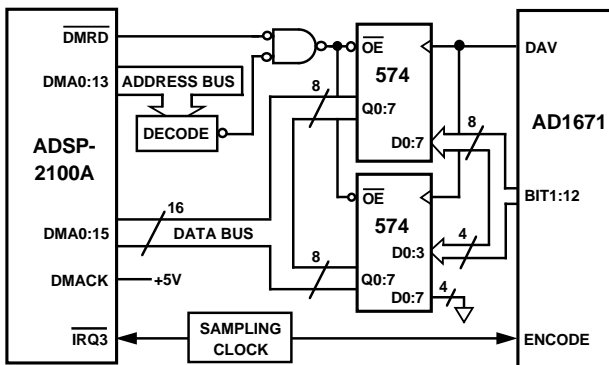 DMRD
DMA0:13
ADDRESS BUS
DECODE
ADSP-
2100A
DMA0:15
16
DATA BUS
DMACK
+5V
IRQ3
SAMPLING
CLOCK
OE
574
8
Q0:7
D0:7
8
OE
574
D0:3
4
8
Q0:7
D0:7
4
DAV
AD1671
BIT1:12
ENCODE